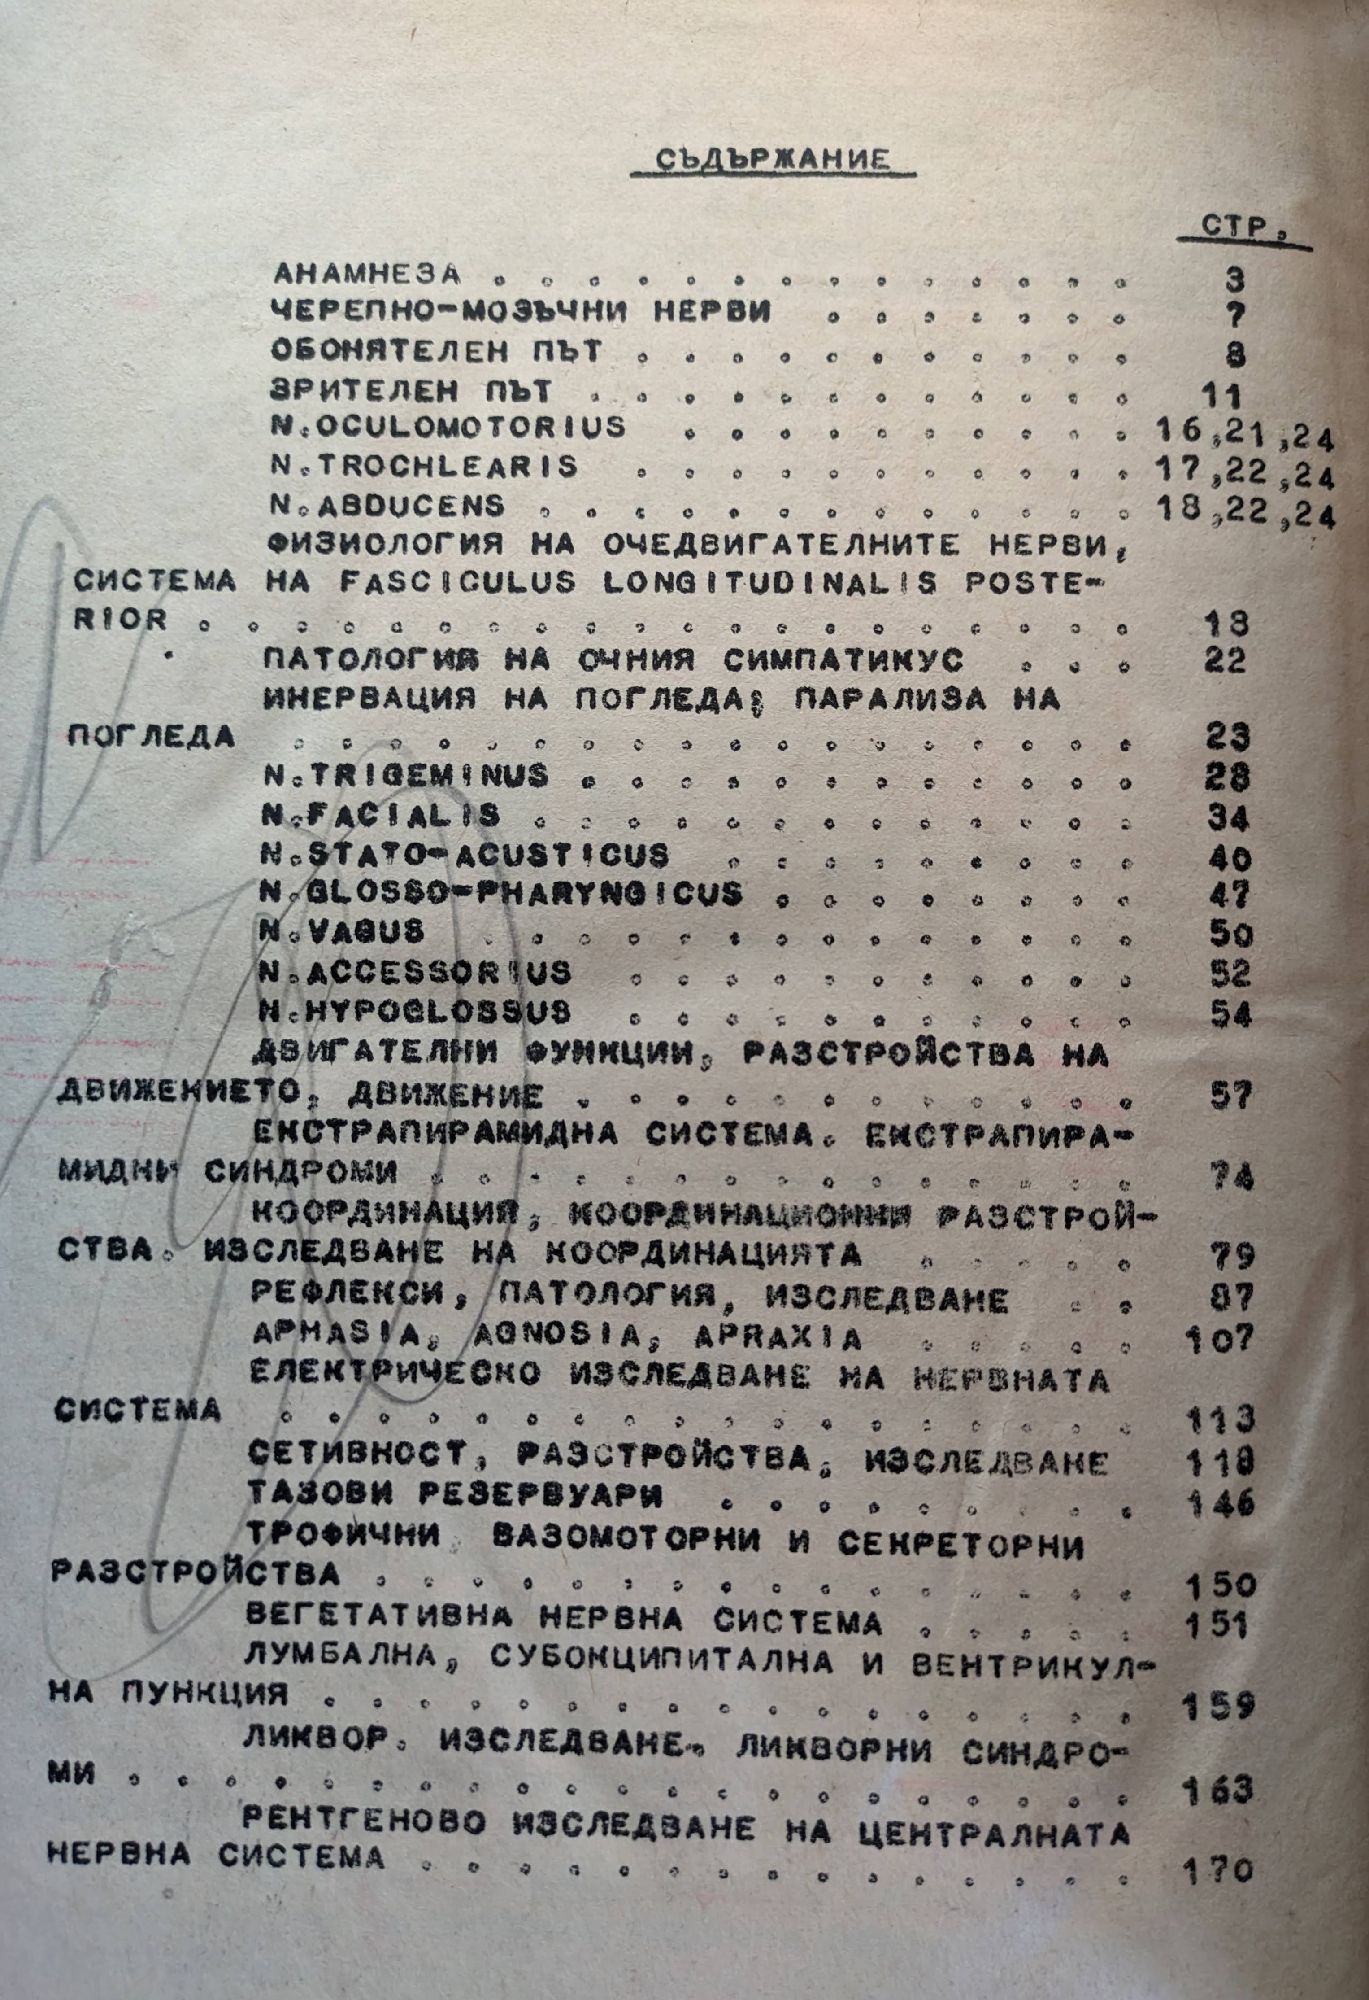 СЪДЪРЖАНИЕ
СТР.
АНАМНЕЗА . . . . . . . . . . . . . . 3
ЧЕРЕПНО-МОЗЪЧНИ НЕРВИ . . . . . . . 7
ОБОНЯТЕЛЕН ПЪТ . . . . . . . . . . . 8
ЗРИТЕЛЕН ПЪТ . . . . . . . . . . . . 11
N.OCULOMOTORIUS . . . . . . . . . . 16,21,24
N.TROCHLEARIS . . . . . . . . . . . 17,22,24
N.ABDUCENS . . . . . . . . . . . . . 18,22,24
ФИЗИОЛОГИЯ НА ОЧЕДВИГАТЕЛНИТЕ НЕРВИ,
СИСТЕМА НА FASCICULUS LONGITUDINALIS POSTE-
RIOR . . . . . . . . . . . . . . . . . . . . 18
ПАТОЛОГИЯ НА ОЧНИЯ СИМПАТИКУС . . . 22
ИНЕРВАЦИЯ НА ПОГЛЕДА; ПАРАЛИЗА НА
ПОГЛЕДА . . . . . . . . . . . . . . . . . . 23
N.TRIGEMINUS . . . . . . . . . . . . 28
N.FACIALIS . . . . . . . . . . . . . 34
N.STATO-ACUSTICUS . . . . . . . . . 40
N.GLOSSO-PHARYNGICUS . . . . . . . . 47
N.VAGUS . . . . . . . . . . . . . . 50
N.ACCESSORIUS . . . . . . . . . . . 52
N.HYPOGLOSSUS . . . . . . . . . . . 54
ДВИГАТЕЛНИ ФУНКЦИИ, РАЗСТРОЙСТВА НА
ДВИЖЕНИЕТО, ДВИЖЕНИЕ . . . . . . . . . . . . 57
ЕКСТРАПИРАМИДНА СИСТЕМА. ЕКСТРАПИРА-
МИДНИ СИНДРОМИ . . . . . . . . . . . . . . . 74
КООРДИНАЦИЯ, КООРДИНАЦИОННИ РАЗСТРОЙ-
СТВА. ИЗСЛЕДВАНЕ НА КООРДИНАЦИЯТА . . . . . 79
РЕФЛЕКСИ, ПАТОЛОГИЯ, ИЗСЛЕДВАНЕ . . 87
APHASIA, AGNOSIA, APRAXIA . . . . . 107
ЕЛЕКТРИЧЕСКО ИЗСЛЕДВАНЕ НА НЕРВНАТА
СИСТЕМА . . . . . . . . . . . . . . . . . . 113
СЕТИВНОСТ, РАЗСТРОЙСТВА, ИЗСЛЕДВАНЕ 118
ТАЗОВИ РЕЗЕРВУАРИ . . . . . . . . . 146
ТРОФИЧНИ, ВАЗОМОТОРНИ И СЕКРЕТОРНИ
РАЗСТРОЙСТВА . . . . . . . . . . . . . . . . 150
ВЕГЕТАТИВНА НЕРВНА СИСТЕМА . . . . . 151
ЛУМБАЛНА, СУБОКЦИПИТАЛНА И ВЕНТРИКУЛ-
НА ПУНКЦИЯ . . . . . . . . . . . . . . . . . 159
ЛИКВОР. ИЗСЛЕДВАНЕ. ЛИКВОРНИ СИНДРО-
МИ . . . . . . . . . . . . . . . . . . . . . 163
РЕНТГЕНОВО ИЗСЛЕДВАНЕ НА ЦЕНТРАЛНАТА
НЕРВНА СИСТЕМА . . . . . . . . . . . . . . . 170